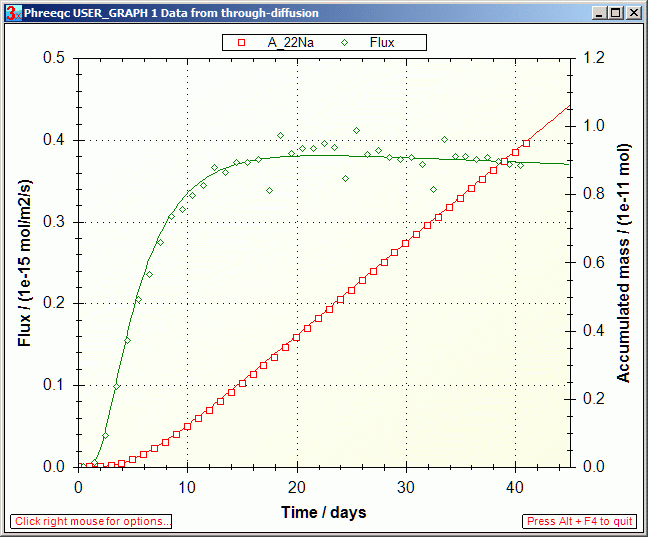 3x Phreeqc USER_GRAPH 1 Data from through-diffusion
A_22Na Flux
0.5
0.4
0.3
0.2
0.1
0.0
Flux / (1e-15 mol/m2/s)
1.2
1.0
0.8
0.6
0.4
0.2
0.0
Accumulated mass / (1e-11 mol)
0 10 20 30 40
Time / days
Click right mouse for options...
Press Alt + F4 to quit